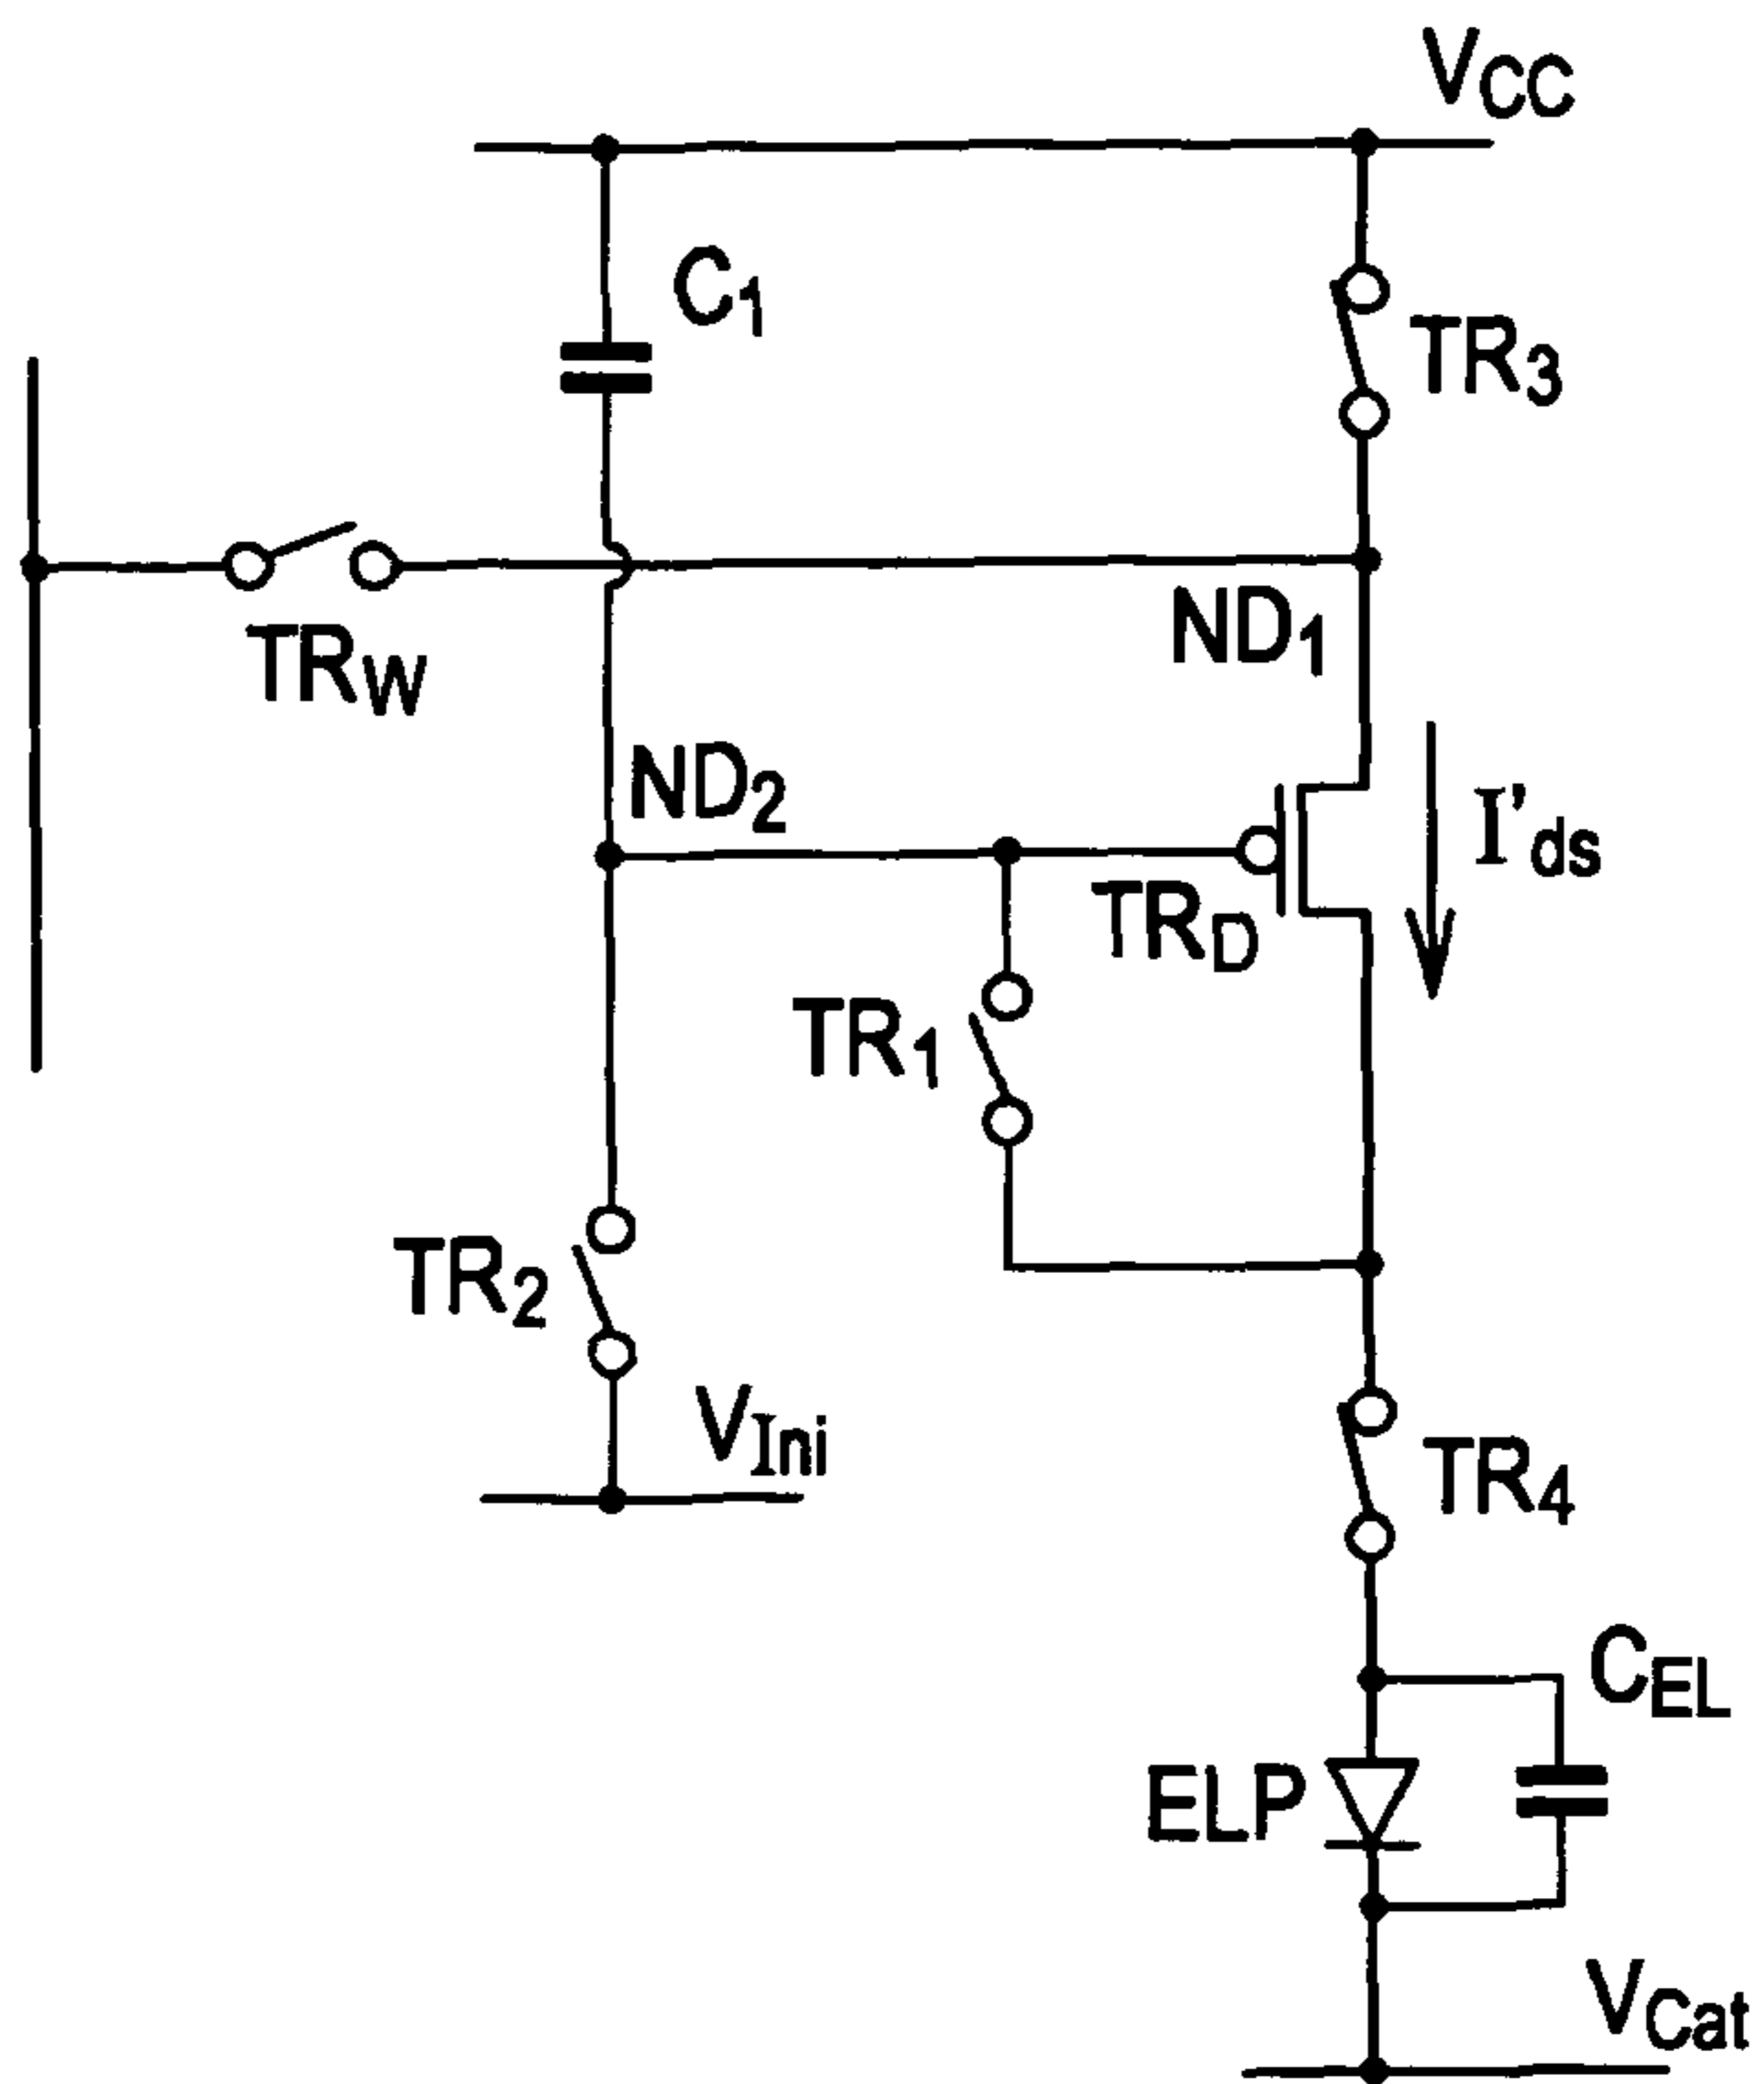 VCC
C1
TR3
ND1
TRW
ND2
I'ds
TRD
TR1
TR2
VIni
TR4
CEL
ELP
VCat